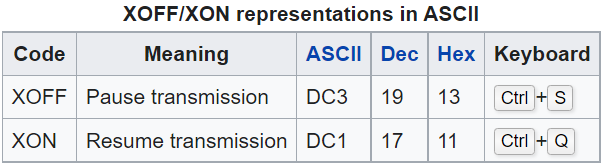 XOFF/XON representations in ASCII
Code Meaning ASCII Dec Hex Keyboard
XOFF Pause transmission DC3 19 13 Ctrl+S
XON Resume transmission DC1 17 11 Ctrl+Q